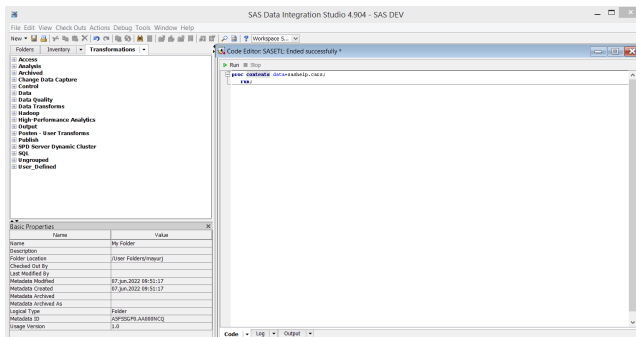 SAS Data Integration Studio 4.904 - SAS DEV
File Edit View Check Outs Actions Debug Tools Window Help
New
Workspace S...
Folders Inventory Transformations
Access
Analysis
Archived
Change Data Capture
Control
Data
Data Quality
Data Transforms
Hadoop
High-Performance Analytics
Output
Posten - User Transforms
Publish
SPD Server Dynamic Cluster
SQL
Ungrouped
User_Defined
Basic Properties
Name Value
Name My Folder
Description
Folder Location /User Folders/mayurj
Checked Out By
Last Modified By
Metadata Modified 07.jun.2022 09:51:17
Metadata Created 07.jun.2022 09:51:17
Metadata Archived
Metadata Archived As
Logical Type Folder
Metadata ID
Usage Version 1.0
Code Editor: SASETL: Ended successfully *
Run Stop
proc contents data=sashelp.cars;
run;
Code Log Output